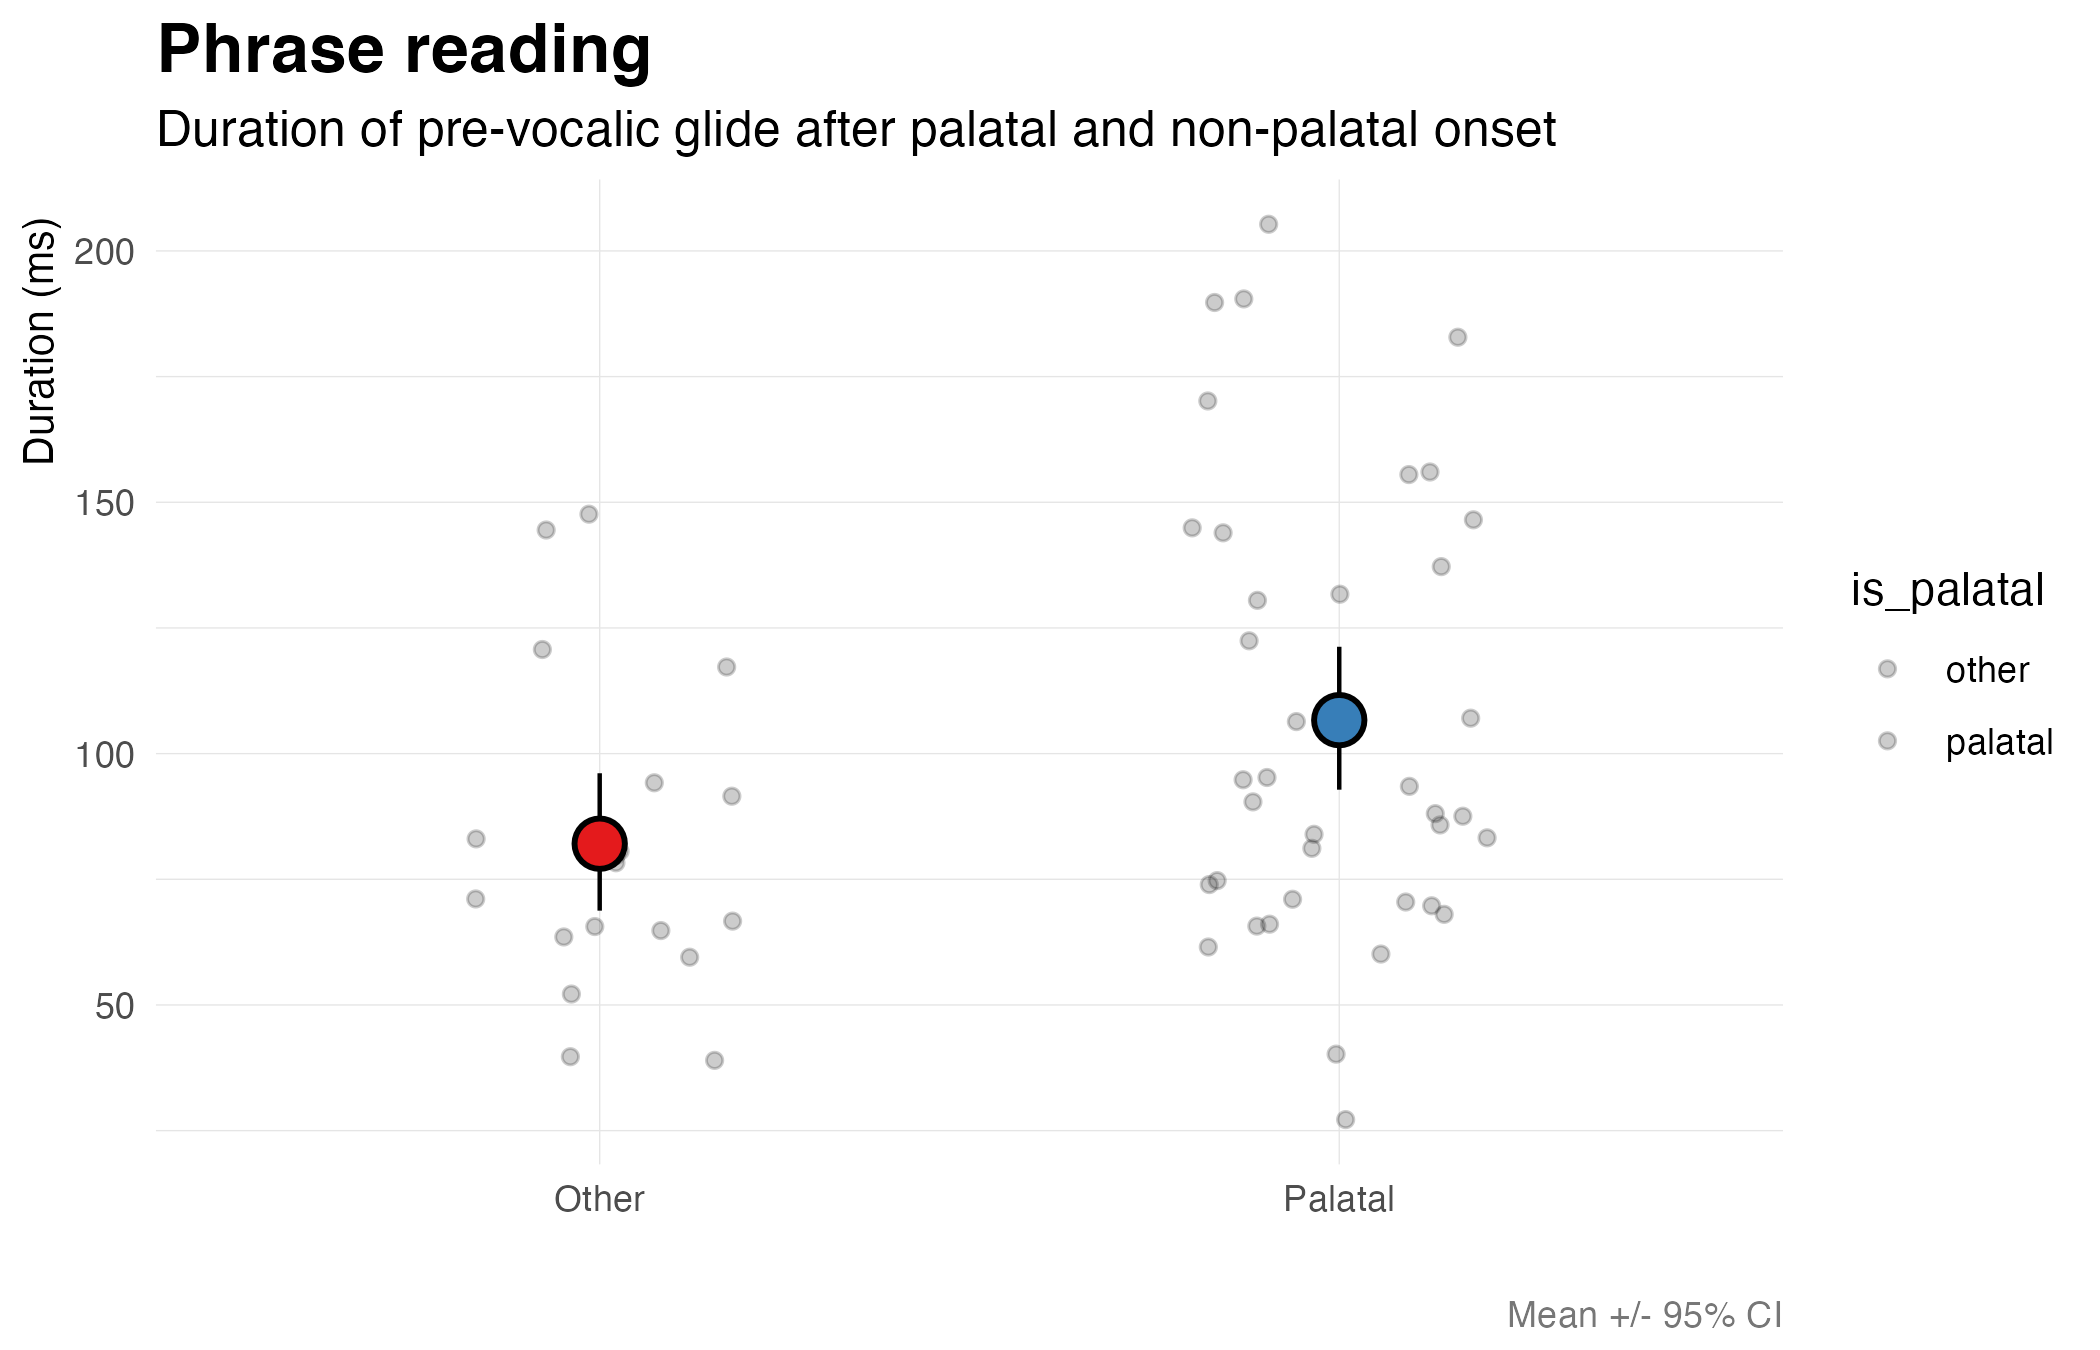 Phrase reading
Duration of pre-vocalic glide after palatal and non-palatal onset
Duration (ms)
200
150
100
50
Other
Palatal
is_palatal
other
palatal
Mean +/- 95% CI